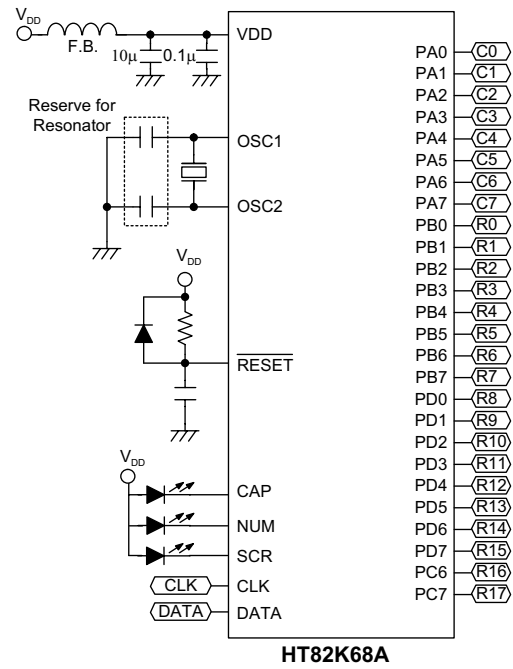 VDD
F.B.
10μ
0.1μ
VDD
Reserve for
Resonator
OSC1
OSC2
VDD
RESET
VDD
CAP
NUM
SCR
CLK
CLK
DATA
DATA
PA0 C0
PA1 C1
PA2 C2
PA3 C3
PA4 C4
PA5 C5
PA6 C6
PA7 C7
PB0 R0
PB1 R1
PB2 R2
PB3 R3
PB4 R4
PB5 R5
PB6 R6
PB7 R7
PD0 R8
PD1 R9
PD2 R10
PD3 R11
PD4 R12
PD5 R13
PD6 R14
PD7 R15
PC6 R16
PC7 R17
HT82K68A